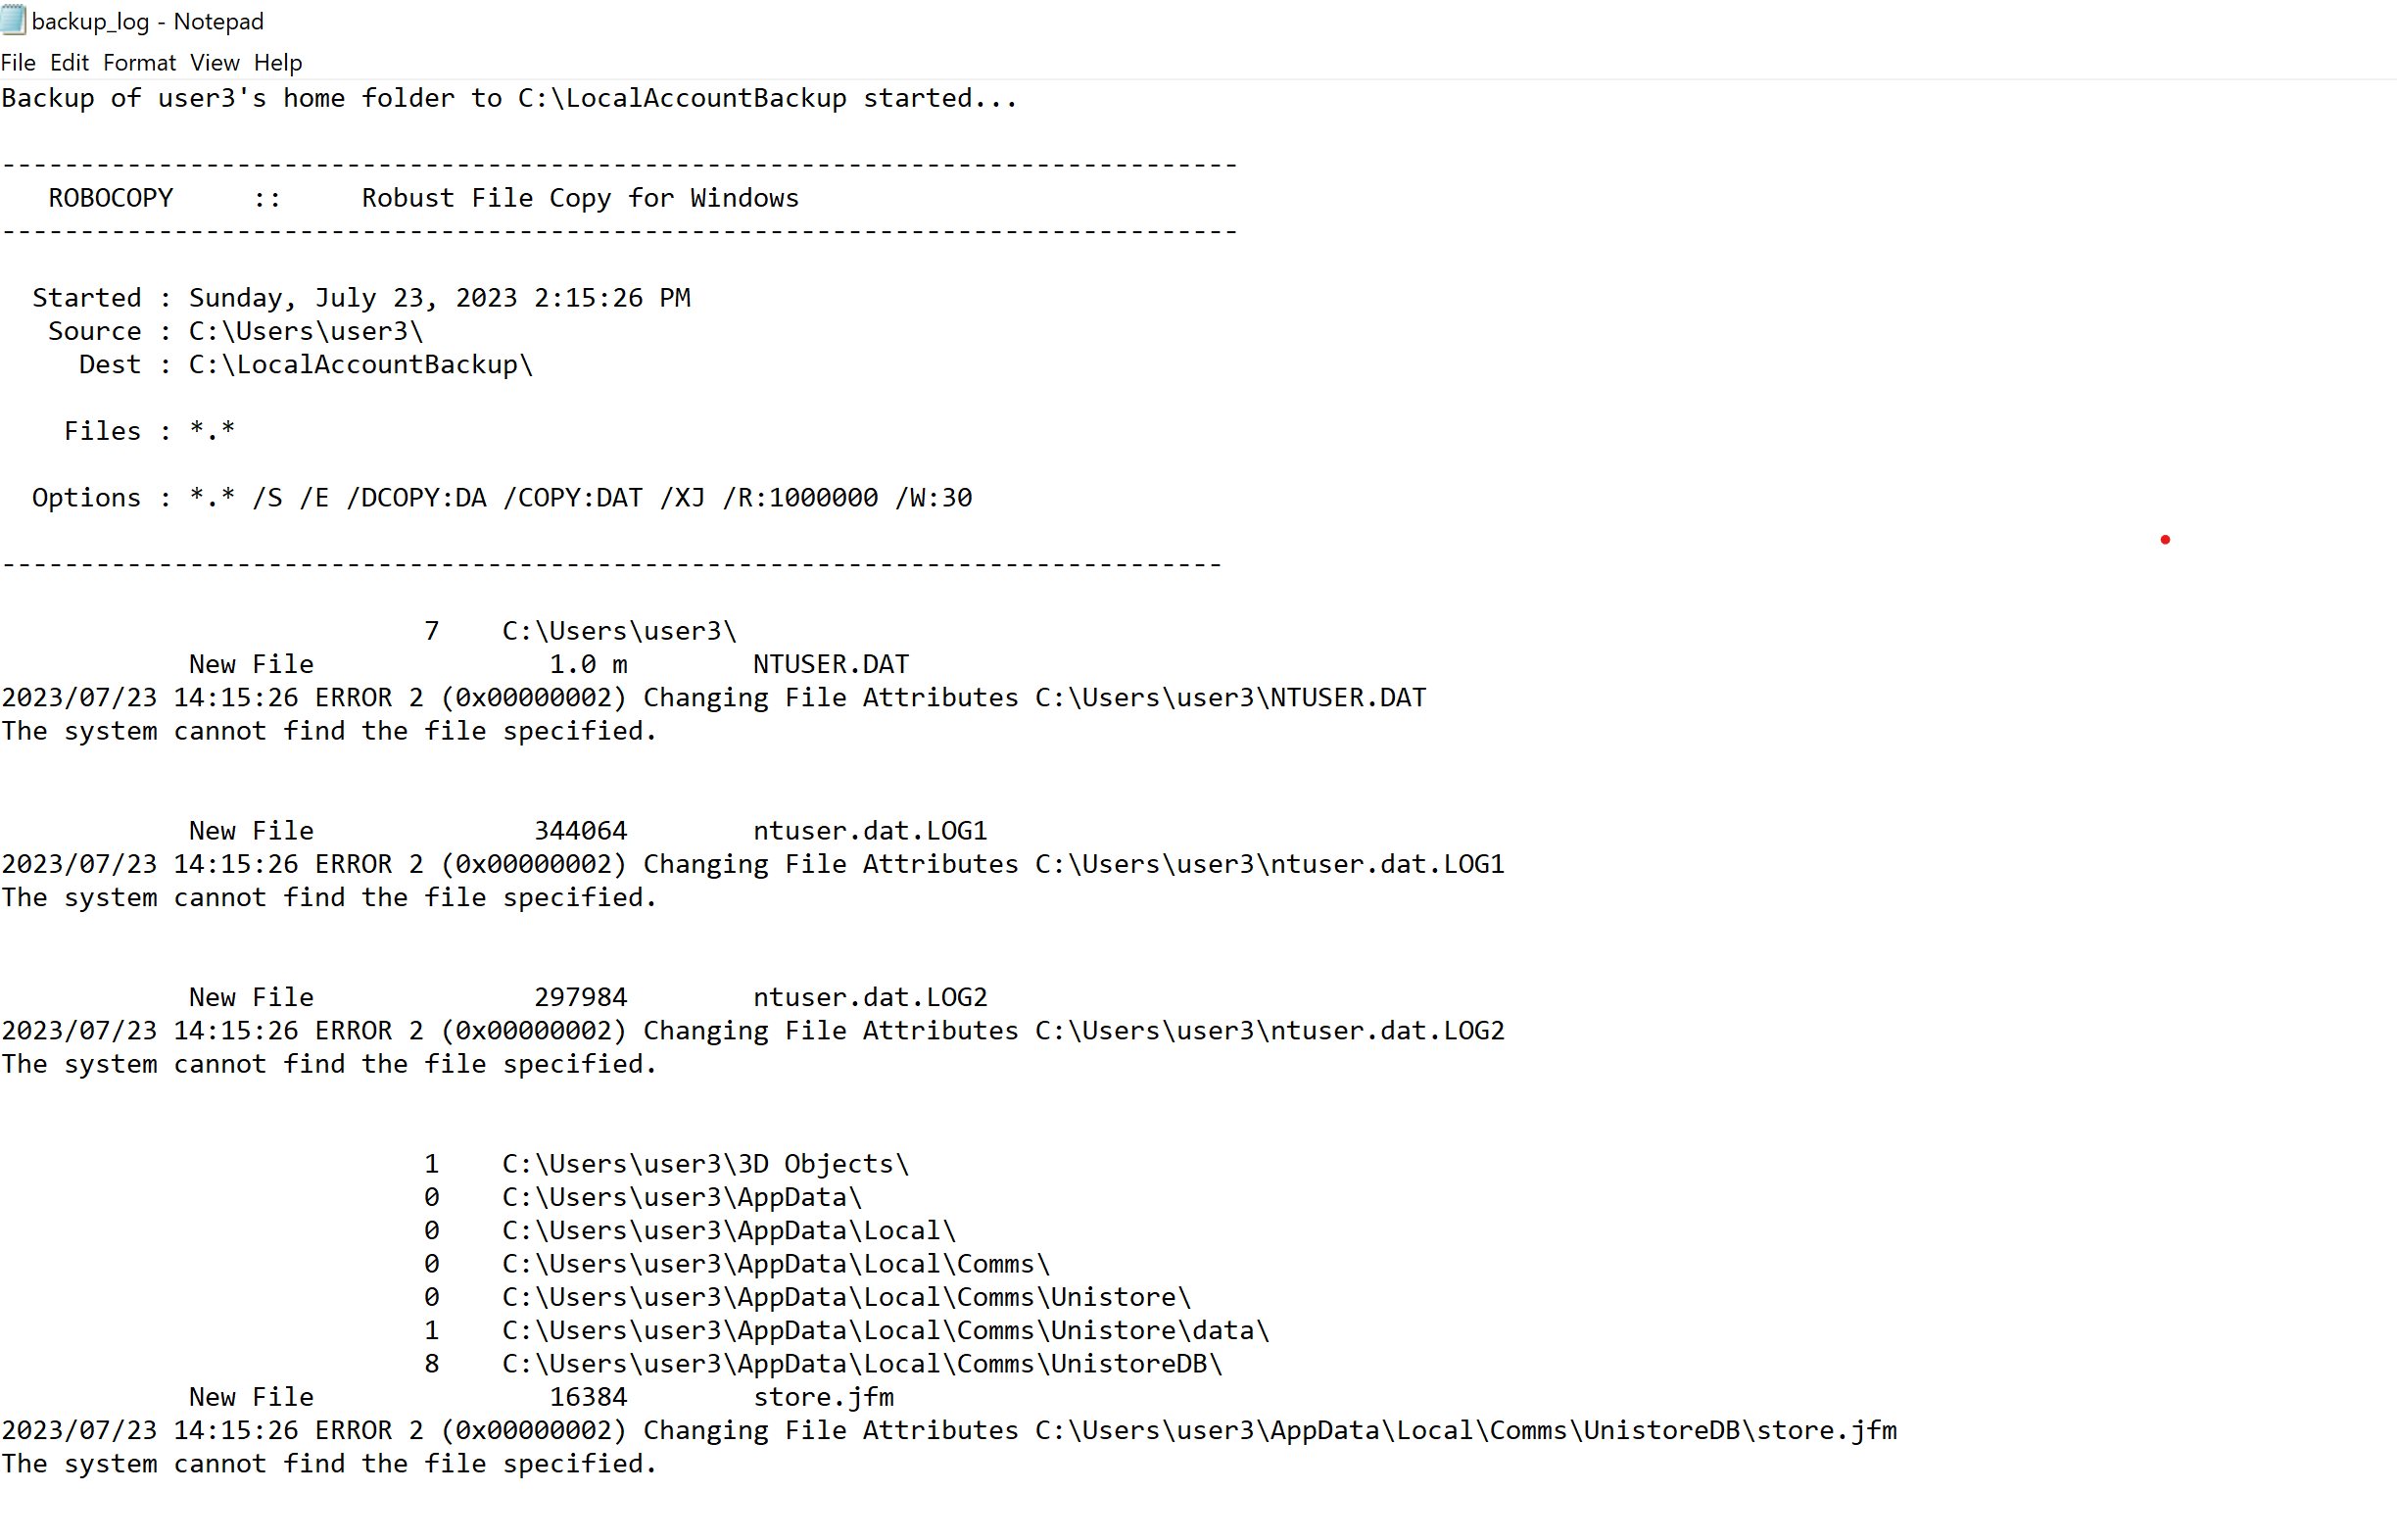 backup_log - Notepad
File Edit Format View Help
Backup of user3's home folder to C:\LocalAccountBackup started...
-------------------------------------------------------------------------------
ROBOCOPY :: Robust File Copy for Windows
-------------------------------------------------------------------------------
Started : Sunday, July 23, 2023 2:15:26 PM
Source : C:\Users\user3\
Dest : C:\LocalAccountBackup\
Files : *.*
Options : *.* /S /E /DCOPY:DA /COPY:DAT /XJ /R:1000000 /W:30
------------------------------------------------------------------------------
7 C:\Users\user3\
New File 1.0 m NTUSER.DAT
2023/07/23 14:15:26 ERROR 2 (0x00000002) Changing File Attributes C:\Users\user3\NTUSER.DAT
The system cannot find the file specified.
New File 344064 ntuser.dat.LOG1
2023/07/23 14:15:26 ERROR 2 (0x00000002) Changing File Attributes C:\Users\user3\ntuser.dat.LOG1
The system cannot find the file specified.
New File 297984 ntuser.dat.LOG2
2023/07/23 14:15:26 ERROR 2 (0x00000002) Changing File Attributes C:\Users\user3\ntuser.dat.LOG2
The system cannot find the file specified.
1 C:\Users\user3\3D Objects\
0 C:\Users\user3\AppData\
0 C:\Users\user3\AppData\Local\
0 C:\Users\user3\AppData\Local\Comms\
0 C:\Users\user3\AppData\Local\Comms\Unistore\
1 C:\Users\user3\AppData\Local\Comms\Unistore\data\
8 C:\Users\user3\AppData\Local\Comms\UnistoreDB\
New File 16384 store.jfm
2023/07/23 14:15:26 ERROR 2 (0x00000002) Changing File Attributes C:\Users\user3\AppData\Local\Comms\UnistoreDB\store.jfm
The system cannot find the file specified.